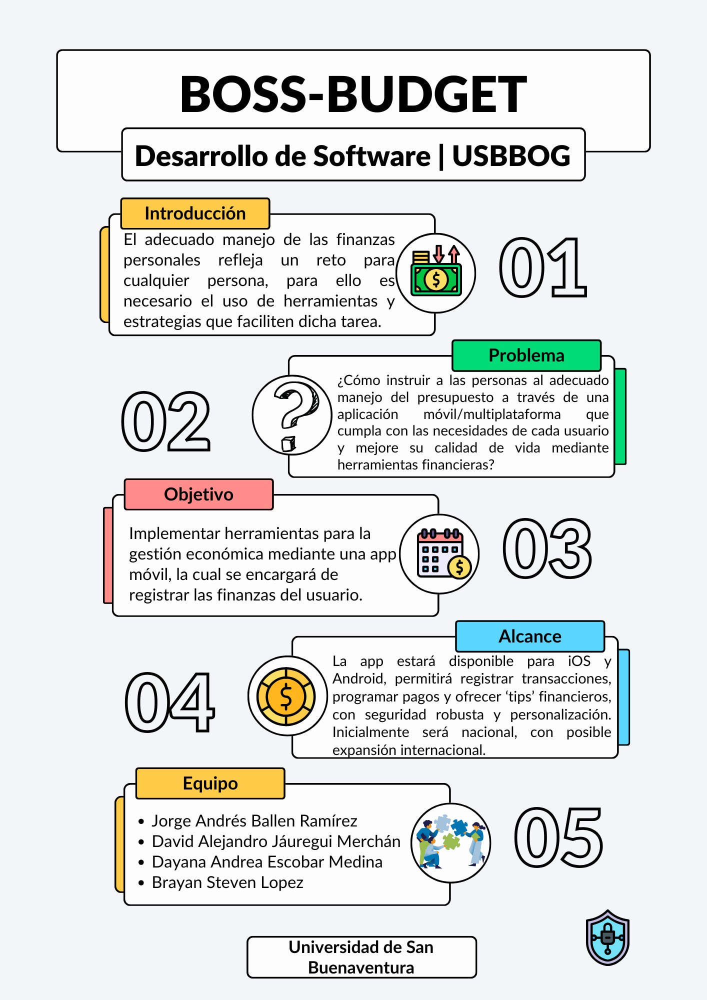 BOSS-BUDGET
Desarrollo de Software | USBBOG
Introducción
El adecuado manejo de las finanzas
personales refleja un reto para
cualquier persona, para ello es
necesario el uso de herramientas y
estrategias que faciliten dicha tarea.
01
Problema
¿Cómo instruir a las personas al adecuado
manejo del presupuesto a través de una
aplicación móvil/multiplataforma que
cumpla con las necesidades de cada usuario
y mejore su calidad de vida mediante
herramientas financieras?
02
Objetivo
Implementar herramientas para la
gestión económica mediante una app
móvil, la cual se encargará de
registrar las finanzas del usuario.
03
Alcance
La app estará disponible para iOS y
Android, permitirá registrar transacciones,
programar pagos y ofrecer ‘tips’ financieros,
con seguridad robusta y personalización.
Inicialmente será nacional, con posible
expansión internacional.
04
Equipo
• Jorge Andrés Ballen Ramírez
• David Alejandro Jáuregui Merchán
• Dayana Andrea Escobar Medina
• Brayan Steven Lopez
05
Universidad de San
Buenaventura